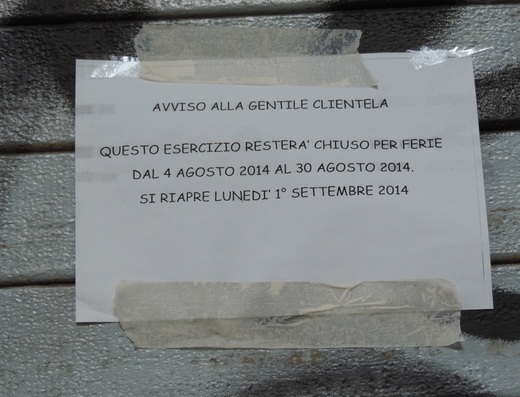 AVVISO ALLA GENTILE CLIENTELA
QUESTO ESERCIZIO RESTERA' CHIUSO PER FERIE
DAL 4 AGOSTO 2014 AL 30 AGOSTO 2014.
SI RIAPRE LUNEDI' 1° SETTEMBRE 2014